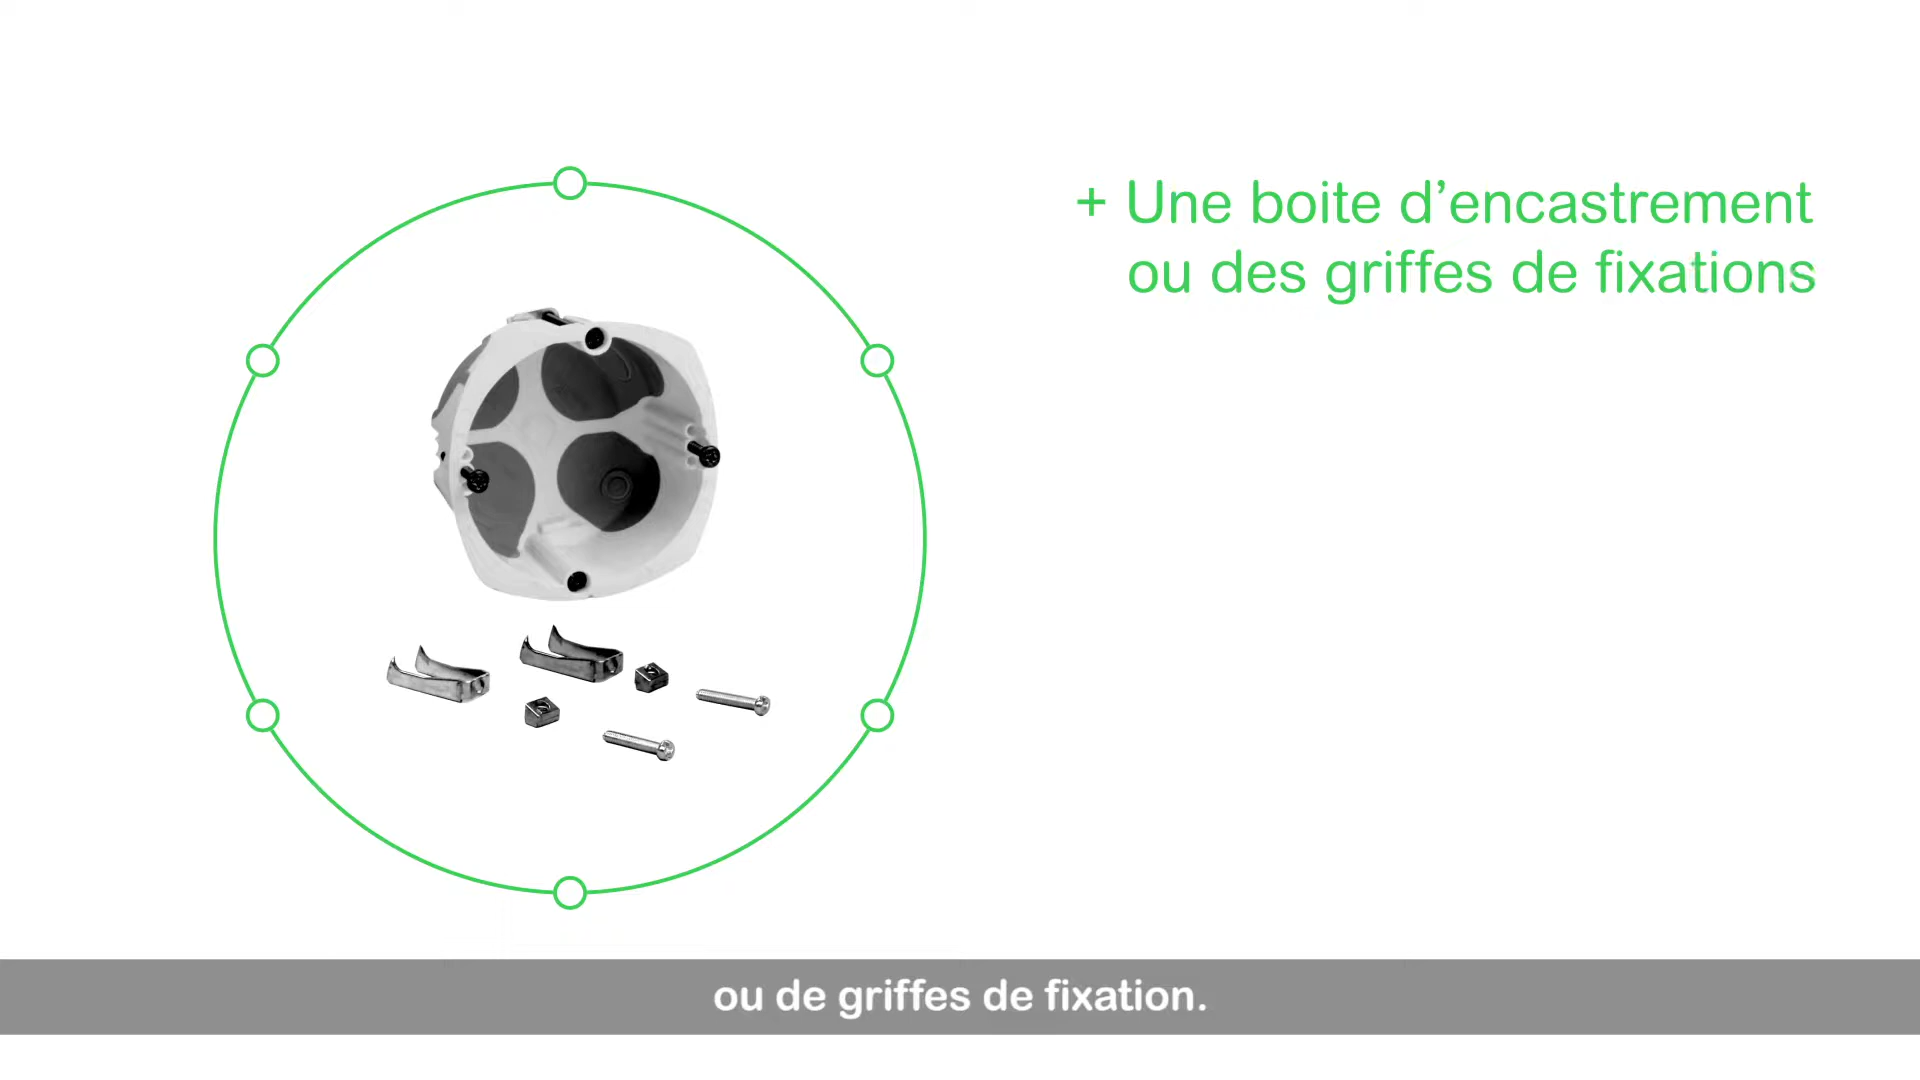 + Une boite d’encastrement
ou des griffes de fixations
ou de griffes de fixation.